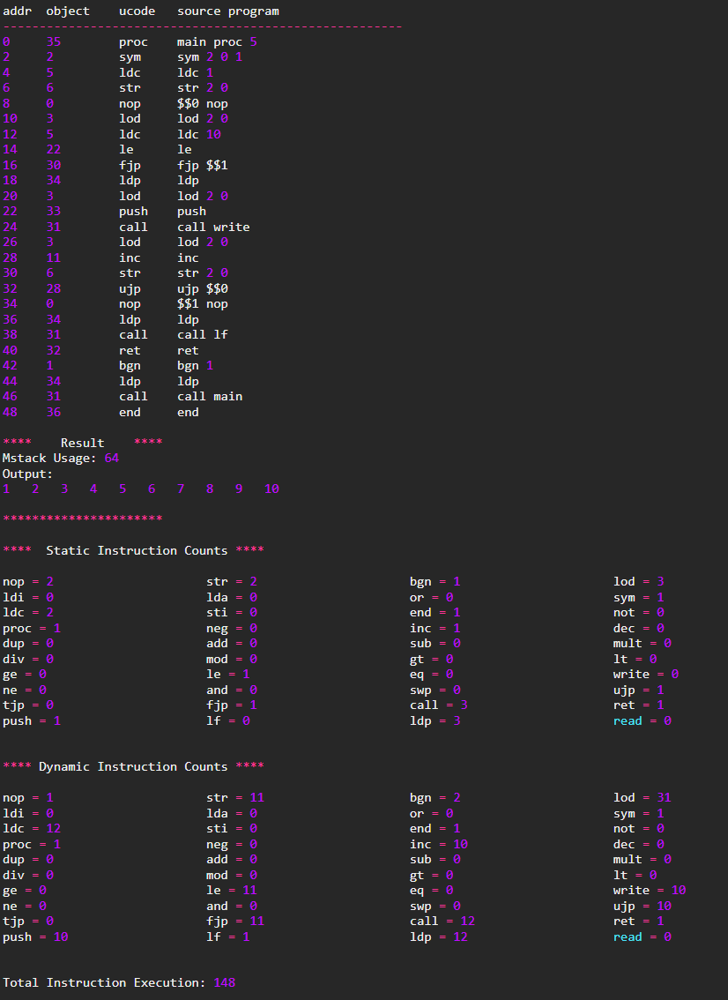 addr object ucode source program
-------------------------------------------------------
0 35 proc main proc 5
2 2 sym sym 2 0 1
4 5 ldc ldc 1
6 6 str str 2 0
8 0 nop $$0 nop
10 3 lod lod 2 0
12 5 ldc ldc 10
14 22 le le
16 30 fjp fjp $$1
18 34 ldp ldp
20 3 lod lod 2 0
22 33 push push
24 31 call call write
26 3 lod lod 2 0
28 11 inc inc
30 6 str str 2 0
32 28 ujp ujp $$0
34 0 nop $$1 nop
36 34 ldp ldp
38 31 call call lf
40 32 ret ret
42 1 bgn bgn 1
44 34 ldp ldp
46 31 call call main
48 36 end end
**** Result ****
Mstack Usage: 64
Output:
1 2 3 4 5 6 7 8 9 10
**********************
**** Static Instruction Counts ****
nop = 2 str = 2 bgn = 1 lod = 3
ldi = 0 lda = 0 or = 0 sym = 1
ldc = 2 sti = 0 end = 1 not = 0
proc = 1 neg = 0 inc = 1 dec = 0
dup = 0 add = 0 sub = 0 mult = 0
div = 0 mod = 0 gt = 0 lt = 0
ge = 0 le = 1 eq = 0 write = 0
ne = 0 and = 0 swp = 0 ujp = 1
tjp = 0 fjp = 1 call = 3 ret = 1
push = 1 lf = 0 ldp = 3 read = 0
**** Dynamic Instruction Counts ****
nop = 1 str = 11 bgn = 2 lod = 31
ldi = 0 lda = 0 or = 0 sym = 1
ldc = 12 sti = 0 end = 1 not = 0
proc = 1 neg = 0 inc = 10 dec = 0
dup = 0 add = 0 sub = 0 mult = 0
div = 0 mod = 0 gt = 0 lt = 0
ge = 0 le = 11 eq = 0 write = 10
ne = 0 and = 0 swp = 0 ujp = 10
tjp = 0 fjp = 11 call = 12 ret = 1
push = 10 lf = 1 ldp = 12 read = 0
Total Instruction Execution: 148